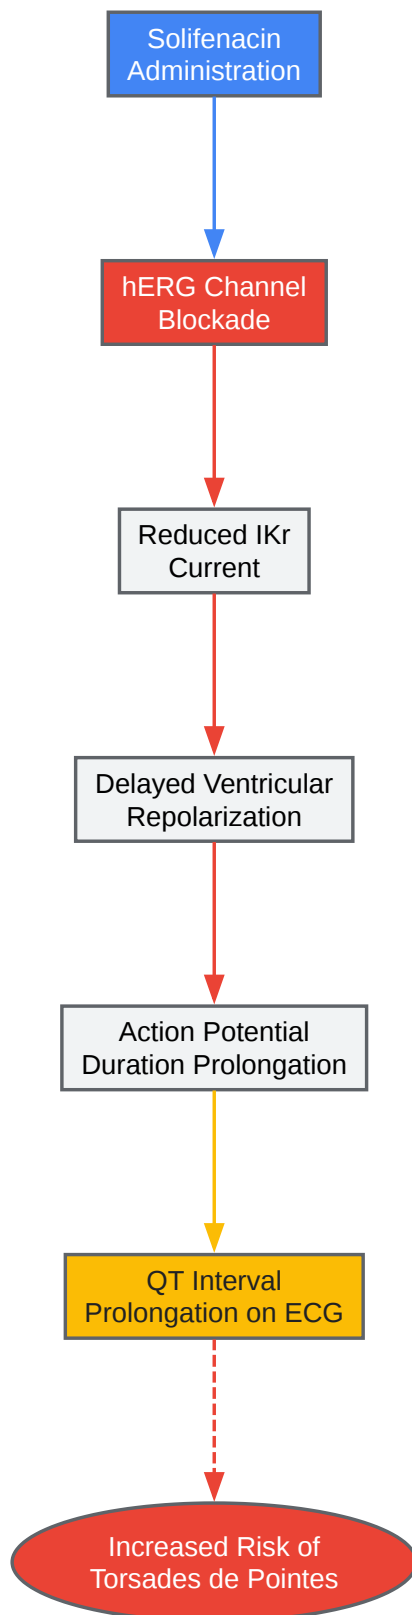 Solifenacin
Administration
hERG Channel
Blockade
Reduced IKr
Current
Delayed Ventricular
Repolarization
Action Potential
Duration Prolongation
QT Interval
Prolongation on ECG
Increased Risk of
Torsades de Pointes